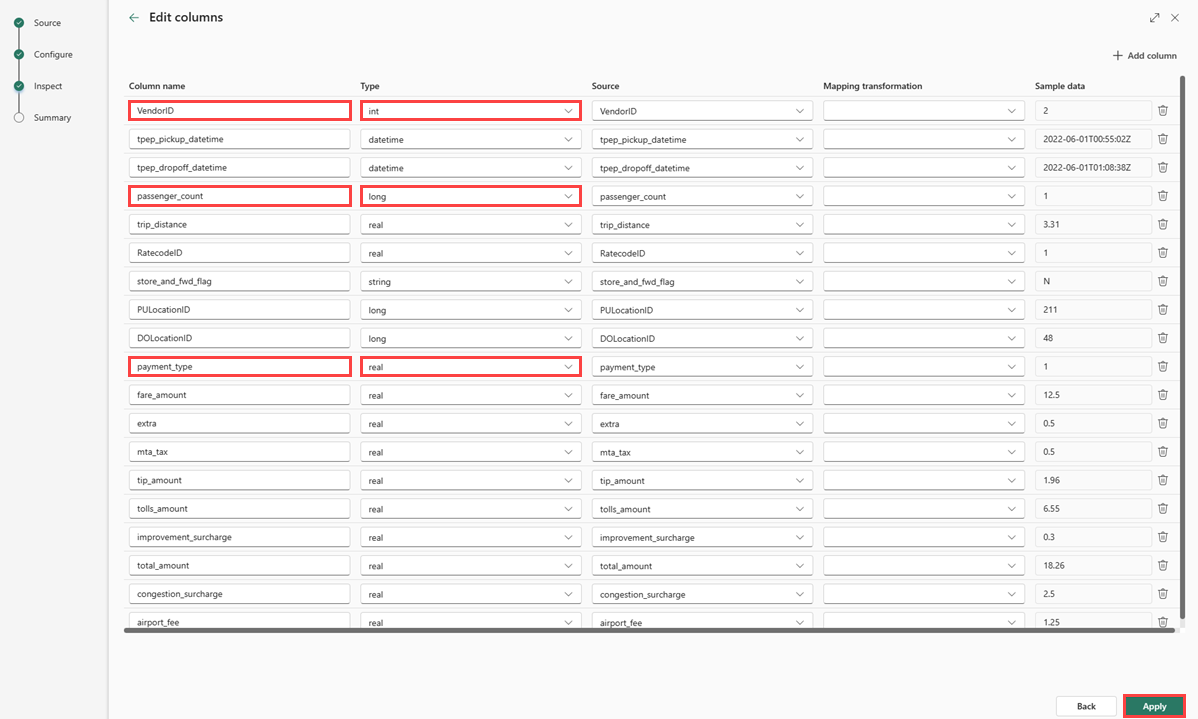 Source
Configure
Inspect
Summary
Edit columns
Add column
Column name Type Source Mapping transformation Sample data
VendorID int VendorID 2
tpep_pickup_datetime datetime tpep_pickup_datetime 2022-06-01T00:55:02Z
tpep_dropoff_datetime datetime tpep_dropoff_datetime 2022-06-01T01:08:38Z
passenger_count long passenger_count 1
trip_distance real trip_distance 3.31
RatecodeID real RatecodeID 1
store_and_fwd_flag string store_and_fwd_flag N
PULocationID long PULocationID 211
DOLocationID long DOLocationID 48
payment_type real payment_type 1
fare_amount real fare_amount 12.5
extra real extra 0.5
mta_tax real mta_tax 0.5
tip_amount real tip_amount 1.96
tolls_amount real tolls_amount 6.55
improvement_surcharge real improvement_surcharge 0.3
total_amount real total_amount 18.26
congestion_surcharge real congestion_surcharge 2.5
airport_fee real airport_fee 1.25
Back Apply